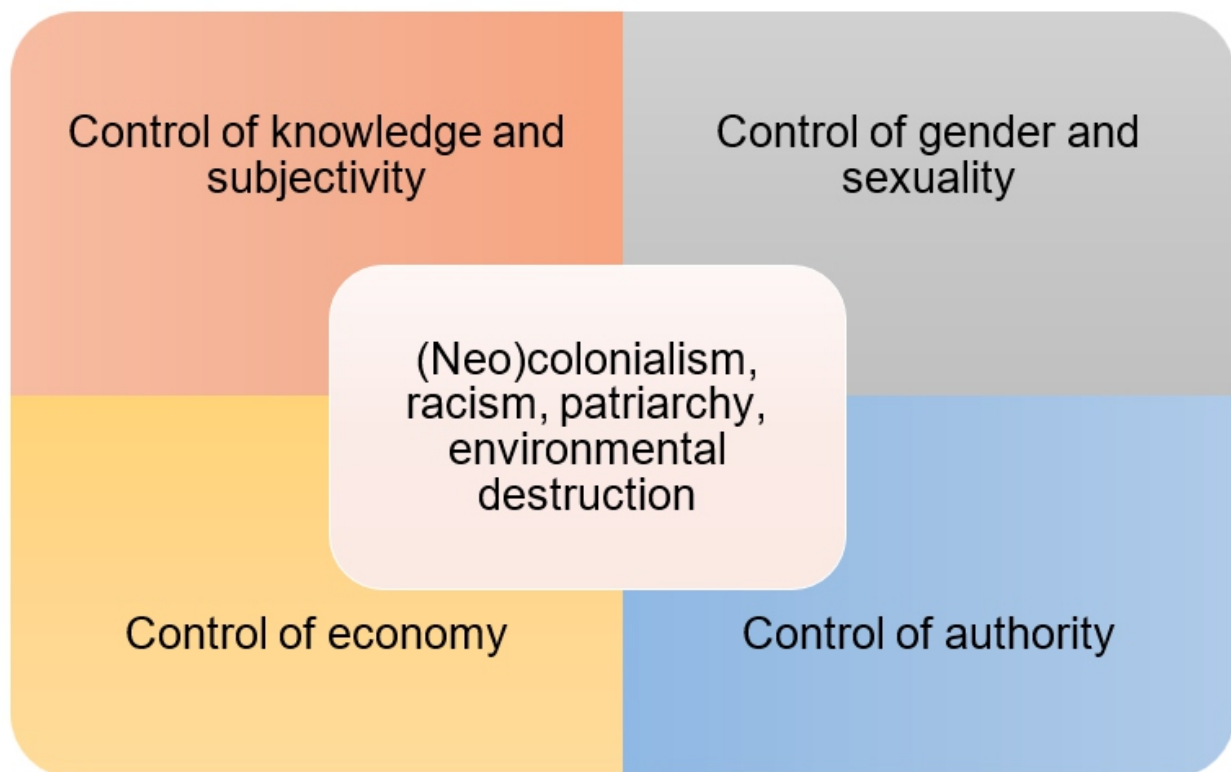 Control of knowledge and
subjectivity
Control of gender and
sexuality
(Neo)colonialism,
racism, patriarchy,
environmental
destruction
Control of economy
Control of authority